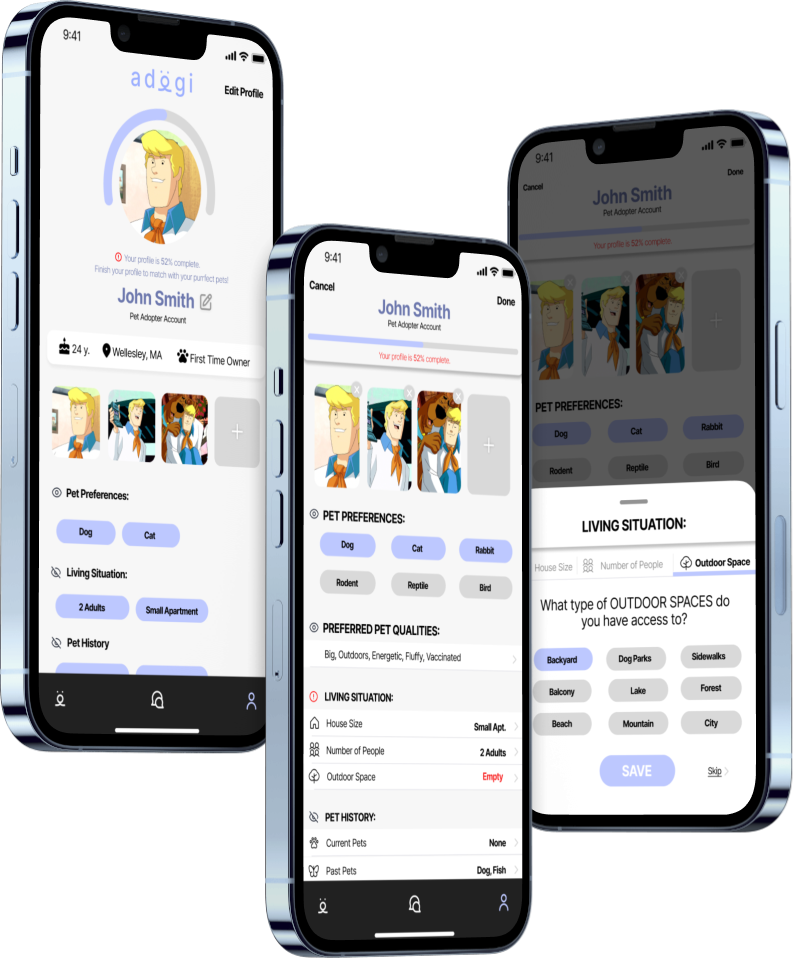 9:41
adögi
Edit Profile
Your profile is 52% complete.
Finish your profile to match with your purrfect pets!
John Smith
Pet Adopter Account
24 y.
Wellesley, MA
First Time Owner
+
Pet Preferences:
Dog
Cat
Living Situation:
2 Adults
Small Apartment
Pet History
9:41
Cancel
Done
John Smith
Pet Adopter Account
Your profile is 52% complete.
+
PET PREFERENCES:
Dog
Cat
Rabbit
Rodent
Reptile
Bird
PREFERRED PET QUALITIES:
Big, Outdoors, Energetic, Fluffy, Vaccinated
LIVING SITUATION:
House Size
Small Apt.
Number of People
2 Adults
Outdoor Space
Empty
PET HISTORY:
Current Pets
None
Past Pets
Dog, Fish
9:41
Cancel
Done
John Smith
Pet Adopter Account
Your profile is 52% complete
+
PET PREFERENCES:
Dog
Cat
Rabbit
Rodent
Reptile
Bird
LIVING SITUATION:
House Size
Number of People
Outdoor Space
What type of OUTDOOR SPACES do
you have access to?
Backyard
Dog Parks
Sidewalks
Balcony
Lake
Forest
Beach
Mountain
City
SAVE
Skip